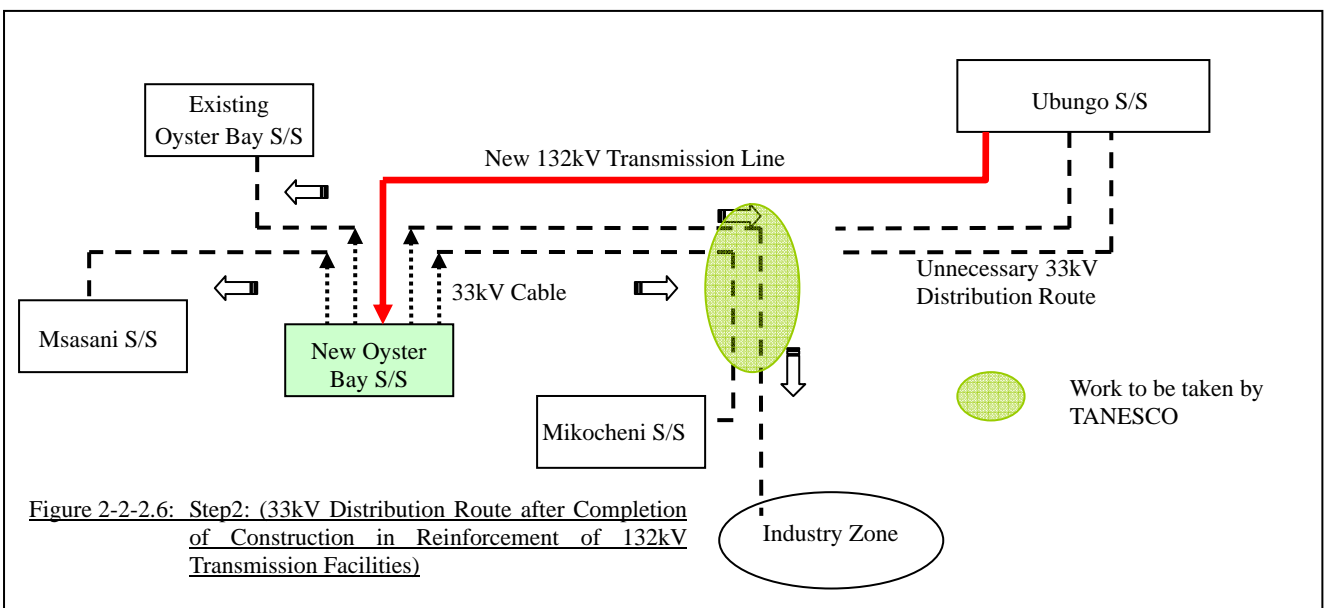 Existing
Oyster Bay S/S
Ubungo S/S
New 132kV Transmission Line
Unnecessary 33kV
Distribution Route
33kV Cable
Msasani S/S
New Oyster
Bay S/S
Work to be taken by
TANESCO
Mikocheni S/S
Industry Zone
Figure 2-2-2.6: Step2: (33kV Distribution Route after Completion
of Construction in Reinforcement of 132kV
Transmission Facilities)